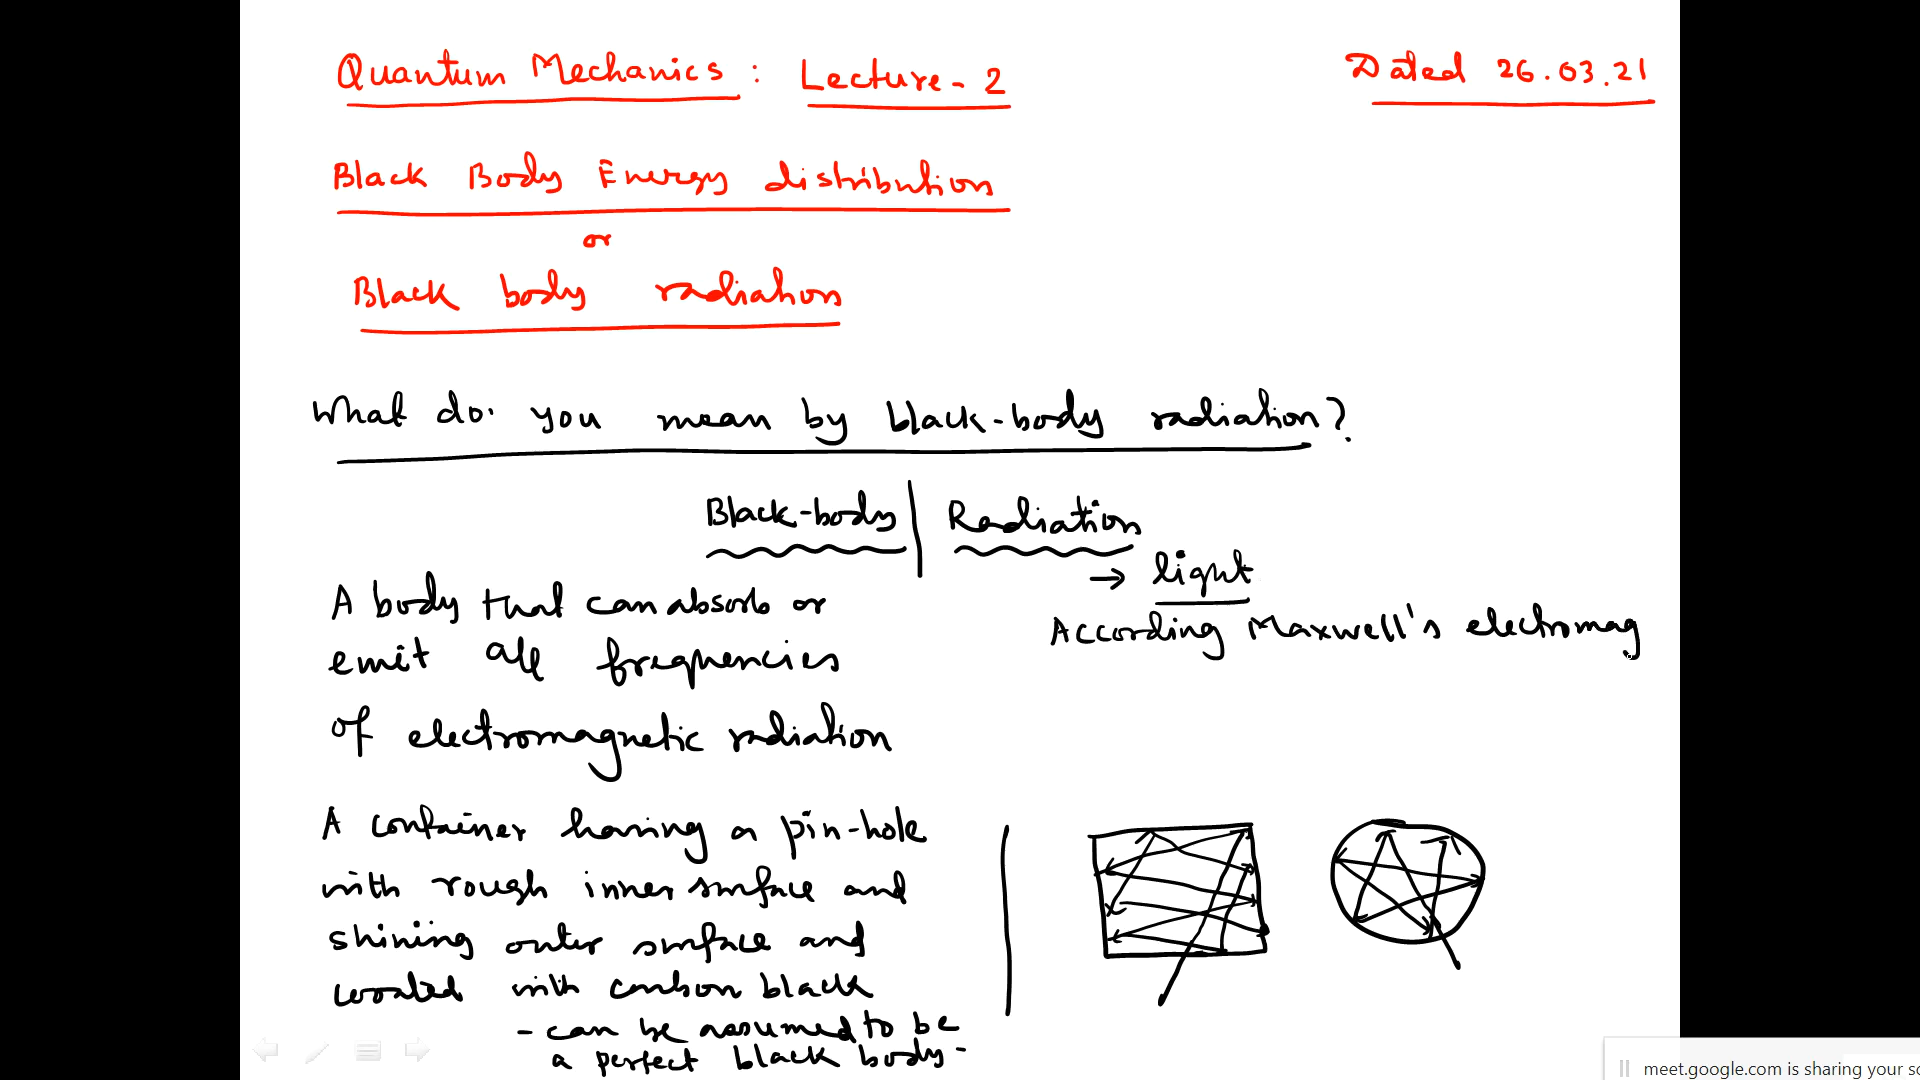 Quantum Mechanics : Lecture - 2
Dated 26.03.21
Black Body Energy distribution
or
Black body radiation
What do you mean by black-body radiation?
Black-body | Radiation
→ light
A body that can absorb or
emit all frequencies
of electromagnetic radiation
According Maxwell's electromag
A container having a pin-hole
with rough inner surface and
shining outer surface and
coated with carbon black
- can be assumed to be
a perfect black body-
meet.google.com is sharing your sc